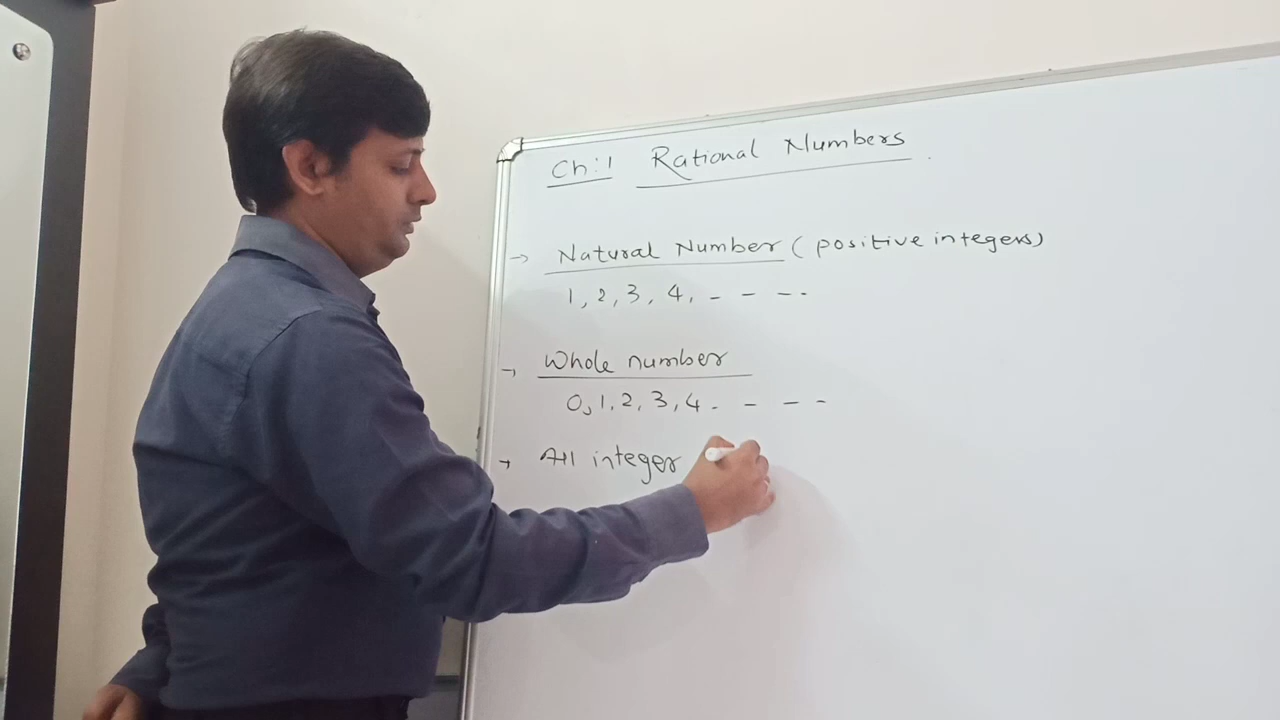 Ch:1 Rational Numbers
→ Natural Number (positive integers)
1, 2, 3, 4, - - - -
→ Whole number
0, 1, 2, 3, 4 - - - -
→ All integer